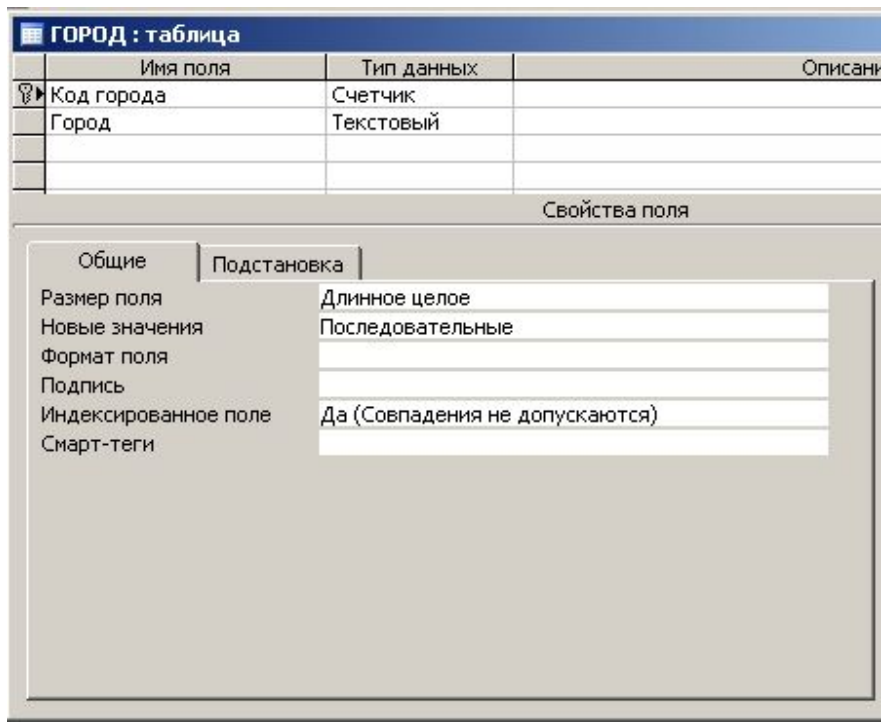 ГОРОД : таблица
Имя поля Тип данных Описани
Код города Счетчик
Город Текстовый
Свойства поля
Общие Подстановка
Размер поля Длинное целое
Новые значения Последовательные
Формат поля
Подпись
Индексированное поле Да (Совпадения не допускаются)
Смарт-теги